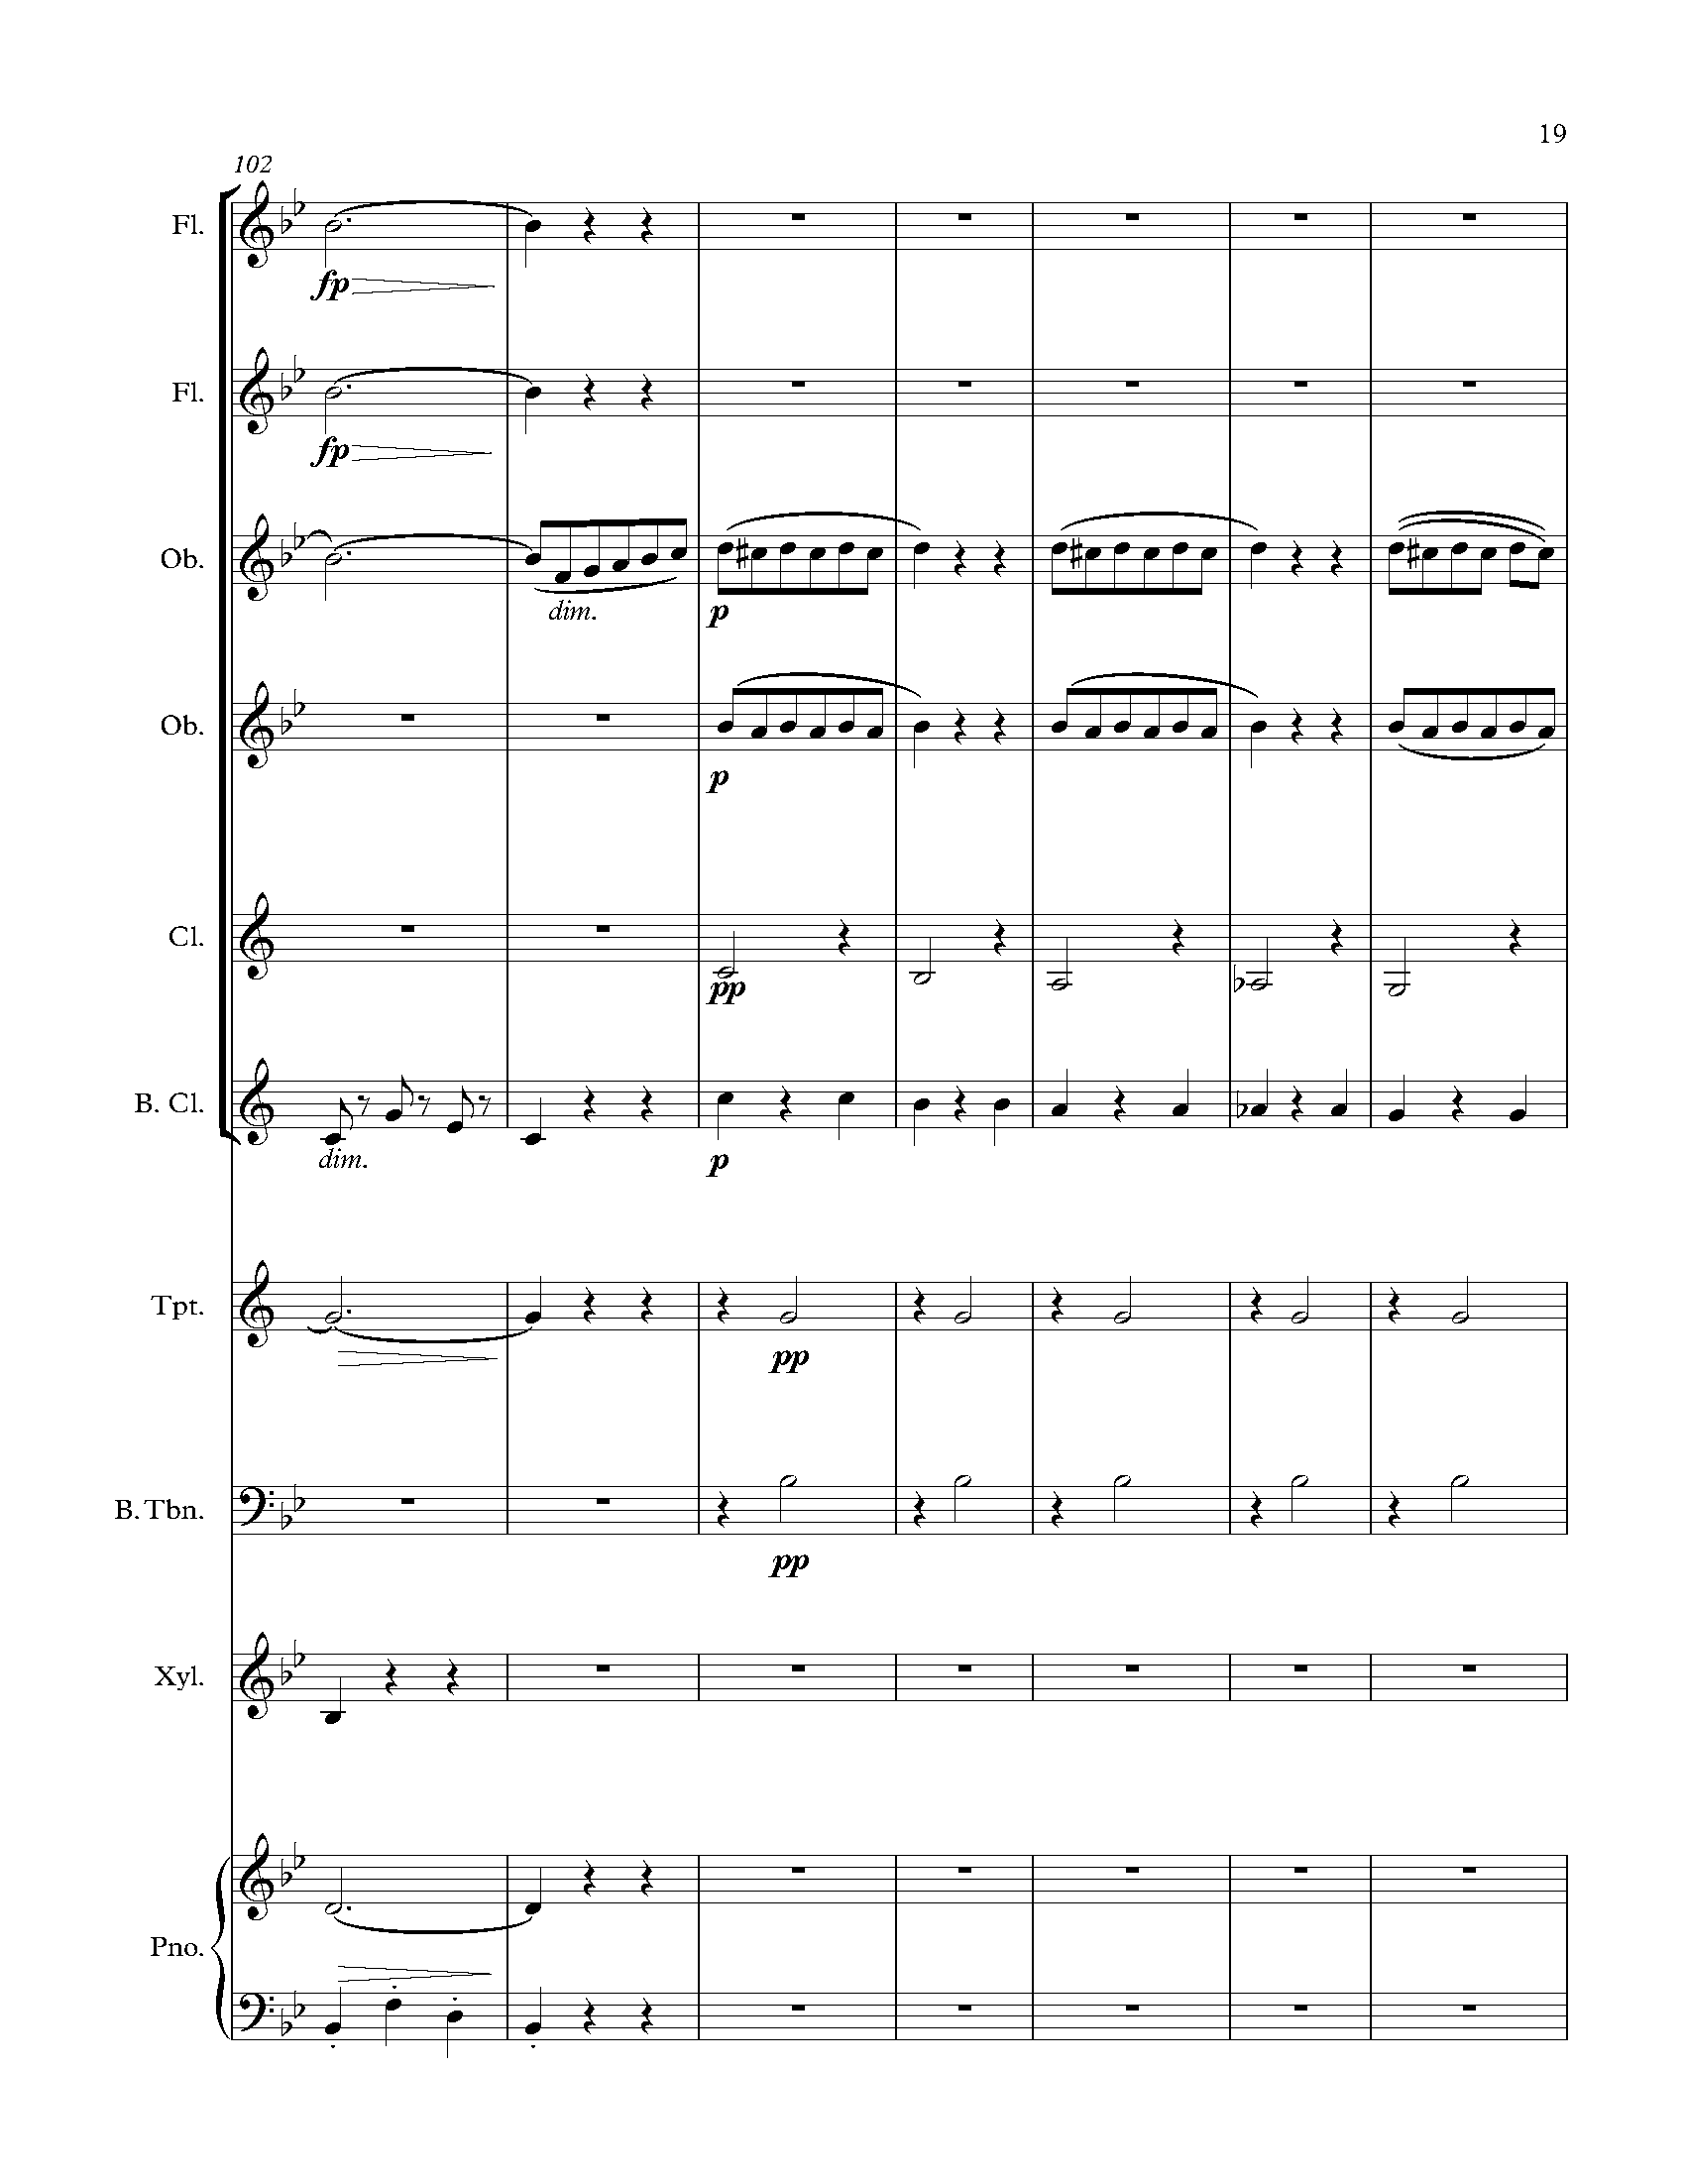 19
102
Fl.
fp
Fl.
fp
Ob.
dim.
p
Ob.
p
Cl.
pp
B. Cl.
dim.
p
Tpt.
pp
B. Tbn.
pp
Xyl.
Pno.